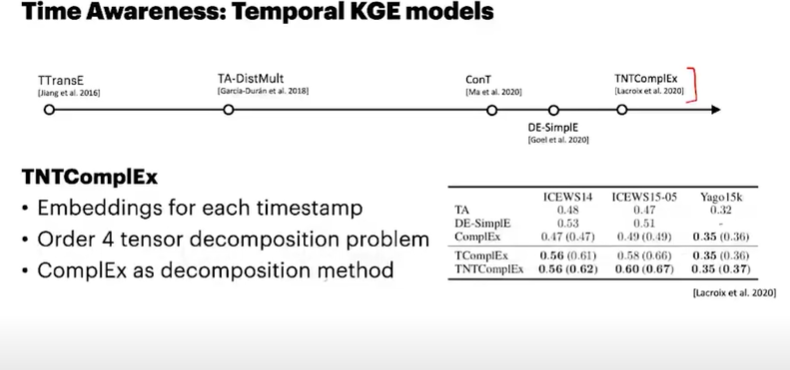 Time Awareness: Temporal KGE models
TTransE
[Jiang et al. 2016]
TA-DistMult
[García-Durán et al. 2018]
ConT
[Ma et al. 2020]
TNTComplEx
[Lacroix et al. 2020]
DE-SimplE
[Goel et al. 2020]
TNTComplEx
• Embeddings for each timestamp
• Order 4 tensor decomposition problem
• ComplEx as decomposition method
ICEWS14 ICEWS15-05 Yago15k
TA 0.48 0.47 0.32
DE-SimplE 0.53 0.51 -
ComplEx 0.47 (0.47) 0.49 (0.49) 0.35 (0.36)
TComplEx 0.56 (0.61) 0.58 (0.66) 0.35 (0.36)
TNTComplEx 0.56 (0.62) 0.60 (0.67) 0.35 (0.37)
[Lacroix et al. 2020]